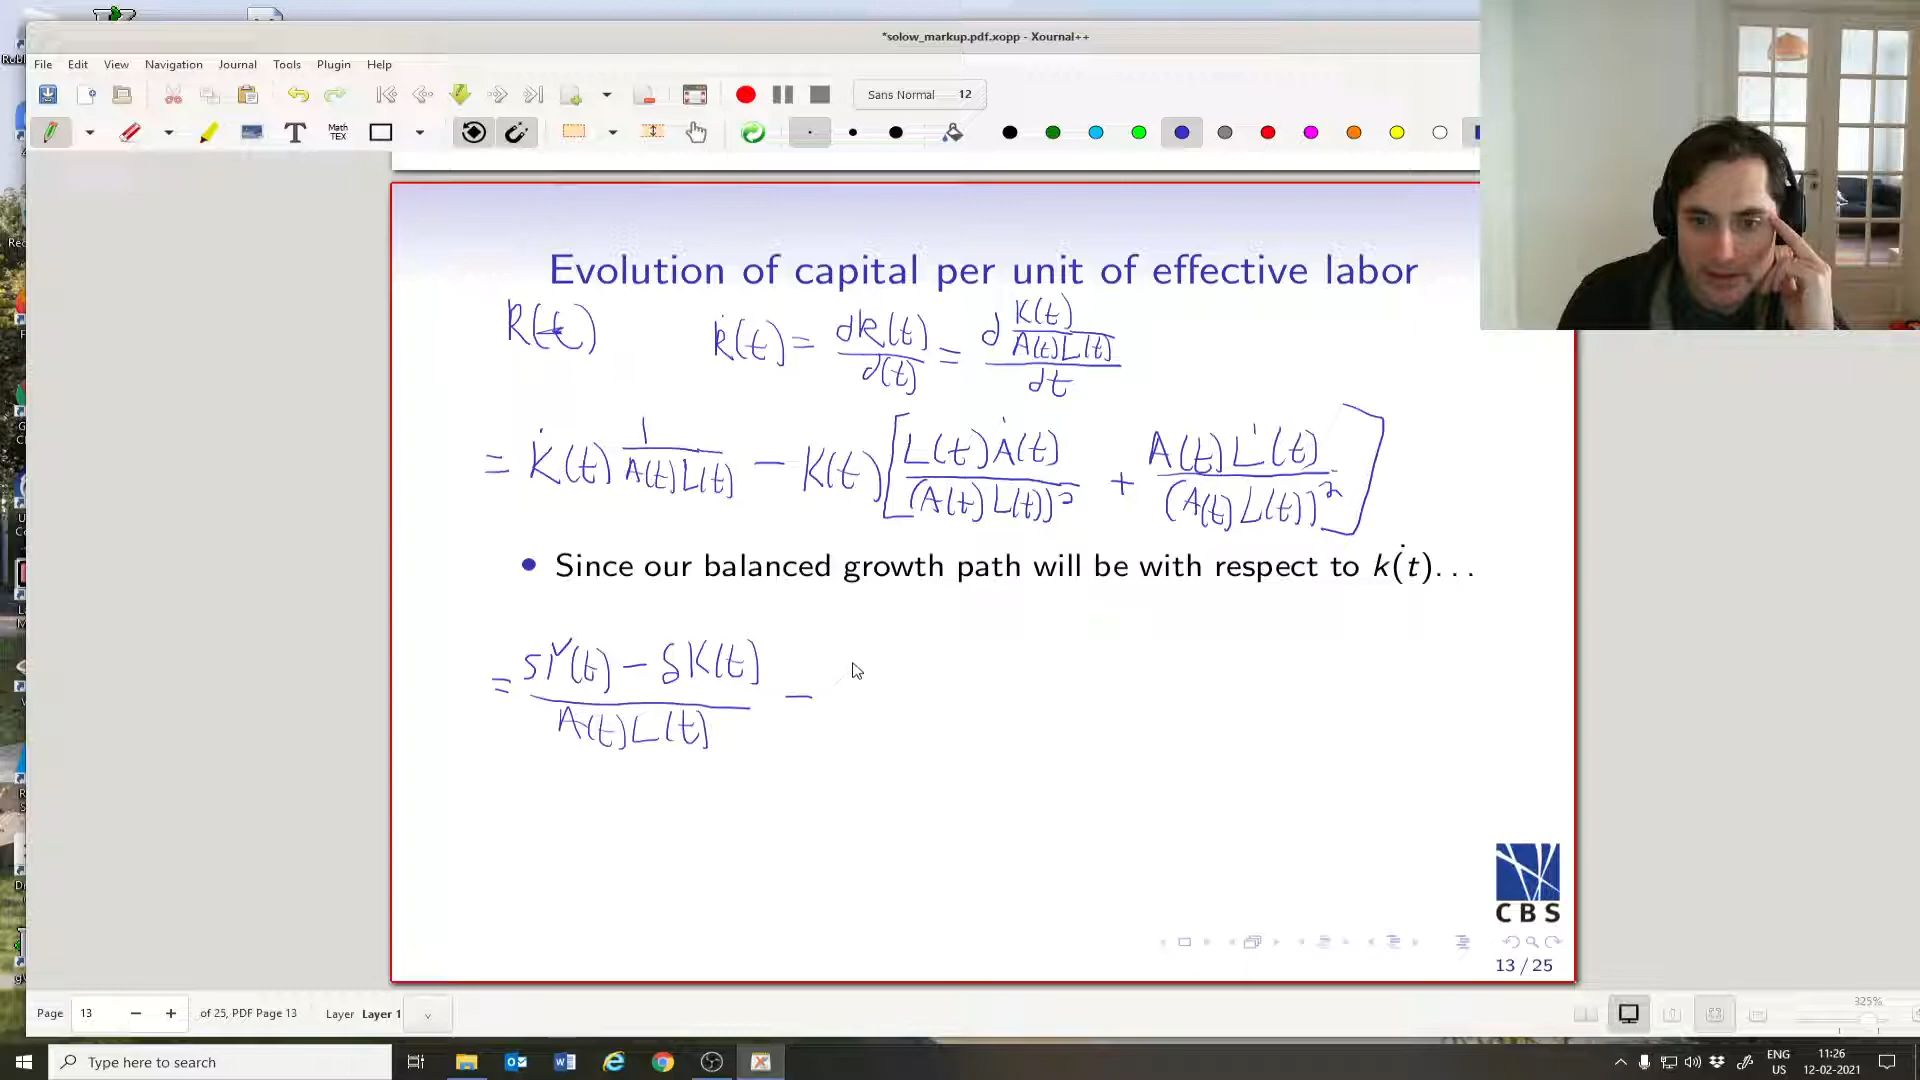 *solow_markup.pdf.xopp - Xournal++
File Edit View Navigation Journal Tools Plugin Help
Sans Normal 12
T Math TEX
Evolution of capital per unit of effective labor
k(t) k̇(t) = dk(t)/d(t) = d K(t)/A(t)L(t) / dt
= K̇(t) 1/A(t)L(t) − K(t) [ L(t)Ȧ(t)/(A(t)L(t))² + A(t)L̇(t)/(A(t)L(t))² ]
• Since our balanced growth path will be with respect to k̇(t)...
= sY(t) − δK(t) / A(t)L(t) −
CBS
13 / 25
Page 13 − + of 25, PDF Page 13 Layer Layer 1
325%
Type here to search
ENG
US
11:26
12-02-2021